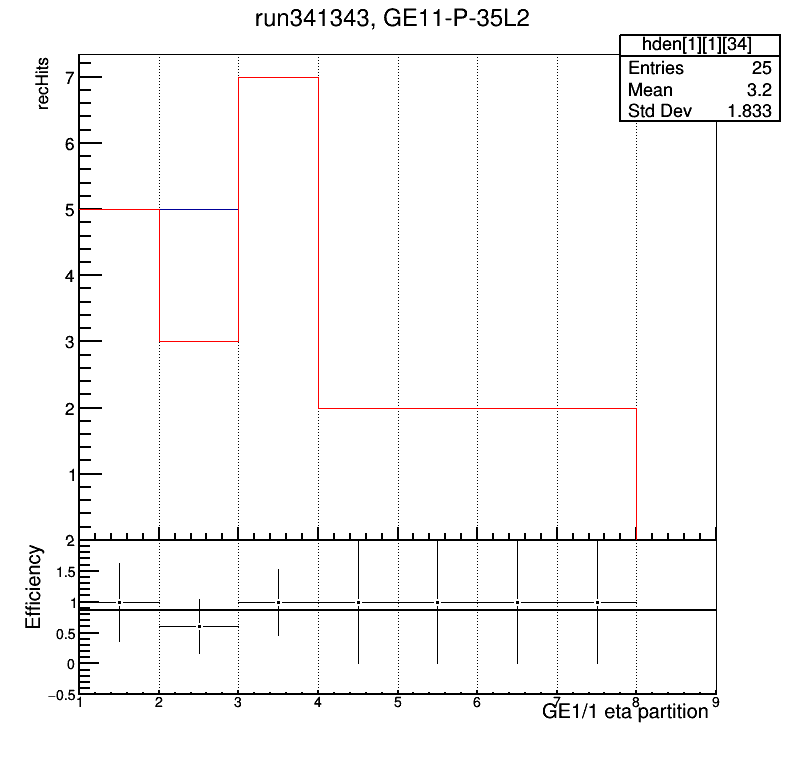 run341343, GE11-P-35L2
hden[1][1][34]
Entries 25
Mean 3.2
Std Dev 1.833
recHits
7
6
5
4
3
2
1
Efficiency
2
1.5
1
0.5
0
−0.5
1 2 3 4 5 6 7 8 9
GE1/1 eta partition